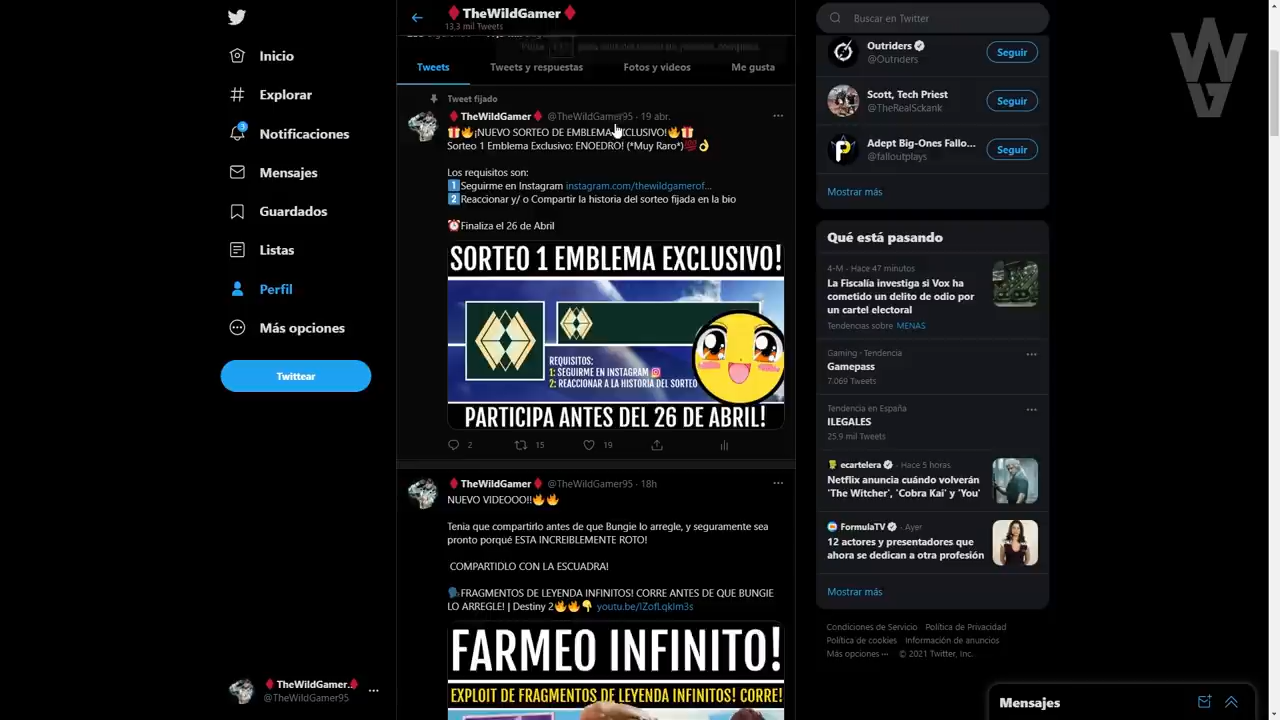 Inicio
Explorar
3
Notificaciones
Mensajes
Guardados
Listas
Perfil
Más opciones
Twittear
TheWildGamer.
@TheWildGamer95
TheWildGamer
13,3 mil Tweets
Tweets
Tweets y respuestas
Fotos y videos
Me gusta
Tweet fijado
TheWildGamer @TheWildGamer95 · 19 abr.
¡NUEVO SORTEO DE EMBLEMA EXCLUSIVO!
Sorteo 1 Emblema Exclusivo: ENOEDRO! (*Muy Raro*)💯👌
Los requisitos son:
1️⃣Seguirme en Instagram instagram.com/thewildgamerof...
2️⃣Reaccionar y/ o Compartir la historia del sorteo fijada en la bio
⏰Finaliza el 26 de Abril
SORTEO 1 EMBLEMA EXCLUSIVO!
REQUISITOS:
1: SEGUIRME EN INSTAGRAM
2: REACCIONAR A LA HISTORIA DEL SORTEO
PARTICIPA ANTES DEL 26 DE ABRIL!
2
15
19
TheWildGamer @TheWildGamer95 · 18h
NUEVO VIDEOOO!!🔥🔥
Tenia que compartirlo antes de que Bungie lo arregle, y seguramente sea
pronto porqué ESTA INCREIBLEMENTE ROTO!
COMPARTIDLO CON LA ESCUADRA!
🗣FRAGMENTOS DE LEYENDA INFINITOS! CORRE ANTES DE QUE BUNGIE
LO ARREGLE! | Destiny 2🔥🔥👇 youtu.be/lZofLqkIm3s
FARMEO INFINITO!
EXPLOIT DE FRAGMENTOS DE LEYENDA INFINITOS! CORRE!
Buscar en Twitter
Outriders
@Outriders
Seguir
Scott, Tech Priest
@TheRealSckank
Seguir
Adept Big-Ones Fallo...
@falloutplays
Seguir
Mostrar más
Qué está pasando
4-M · Hace 47 minutos
La Fiscalía investiga si Vox ha
cometido un delito de odio por
un cartel electoral
Tendencias sobre MENAS
Gaming · Tendencia
Gamepass
7.069 Tweets
Tendencia en España
ILEGALES
25.9 mil Tweets
ecartelera · Hace 5 horas
Netflix anuncia cuándo volverán
'The Witcher', 'Cobra Kai' y 'You'
FormulaTV · Ayer
12 actores y presentadores que
ahora se dedican a otra profesión
Mostrar más
Condiciones de Servicio Política de Privacidad
Política de cookies Información de anuncios
Más opciones ··· © 2021 Twitter, Inc.
Mensajes
WG